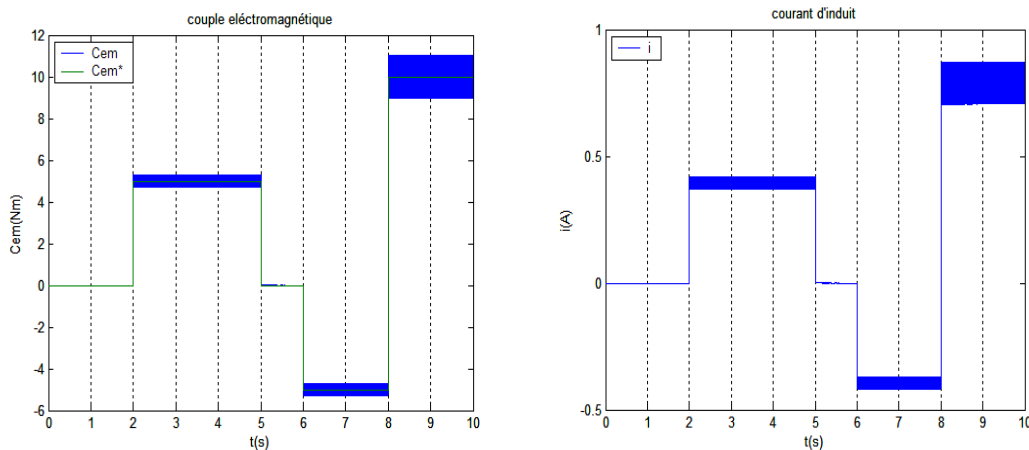 couple eléctromagnétique
12
10
8
6
4
2
0
-2
-4
-6
Cem(Nm)
Cem
Cem*
0 1 2 3 4 5 6 7 8 9 10
t(s)
courant d'induit
1
0.5
0
-0.5
i(A)
i
0 1 2 3 4 5 6 7 8 9 10
t(s)